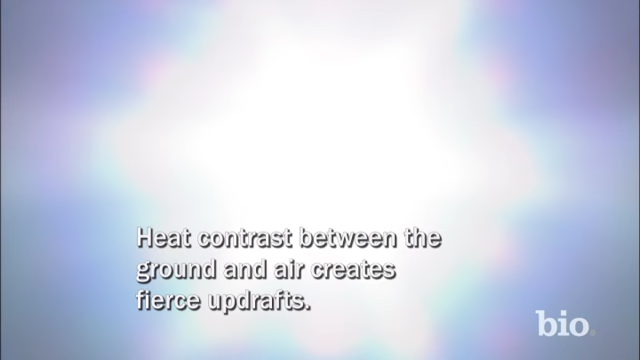 Heat contrast between the
ground and air creates
fierce updrafts.
bio.